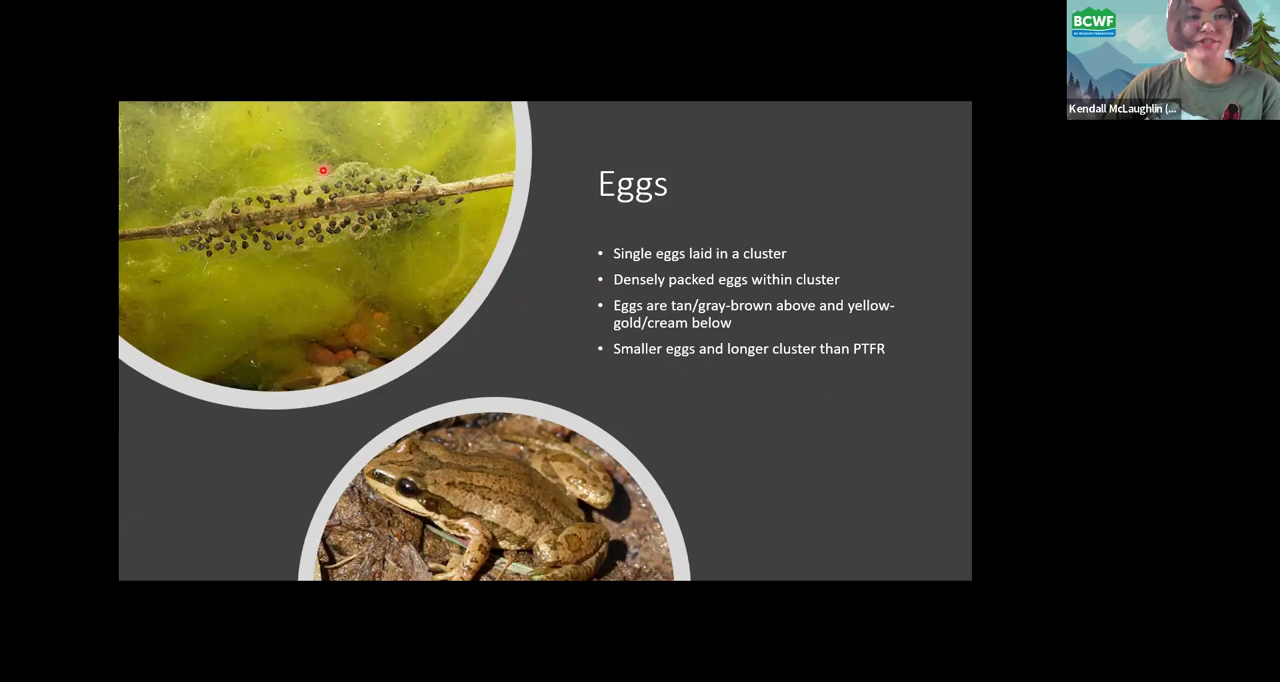 BCWF
Kendall McLaughlin (...
Eggs
• Single eggs laid in a cluster
• Densely packed eggs within cluster
• Eggs are tan/gray-brown above and yellow-
gold/cream below
• Smaller eggs and longer cluster than PTFR